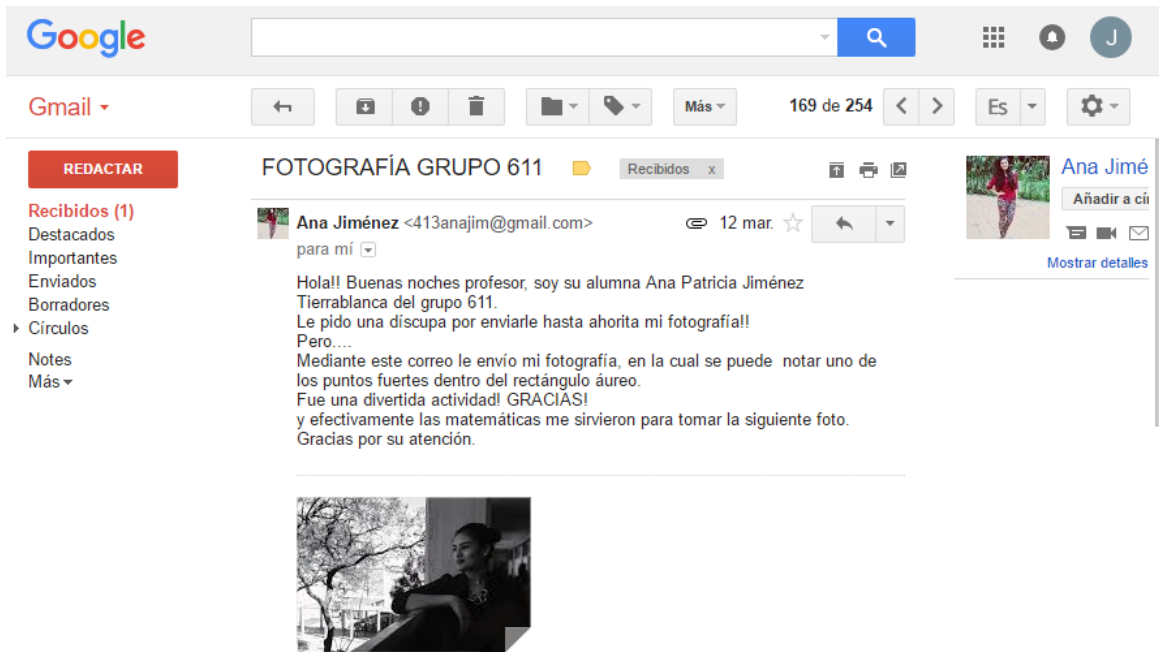 Google
J
Gmail
Más
169 de 254
Es
REDACTAR
FOTOGRAFÍA GRUPO 611
Recibidos x
Ana Jimé
Añadir a cír
Mostrar detalles
Recibidos (1)
Destacados
Importantes
Enviados
Borradores
Círculos
Notes
Más
Ana Jiménez <413anajim@gmail.com>
12 mar.
para mí
Hola!! Buenas noches profesor, soy su alumna Ana Patricia Jiménez
Tierrablanca del grupo 611.
Le pido una díscupa por enviarle hasta ahorita mi fotografía!!
Pero....
Mediante este correo le envío mi fotografía, en la cual se puede notar uno de
los puntos fuertes dentro del rectángulo áureo.
Fue una divertida actividad! GRACIAS!
y efectivamente las matemáticas me sirvieron para tomar la siguiente foto.
Gracias por su atención.